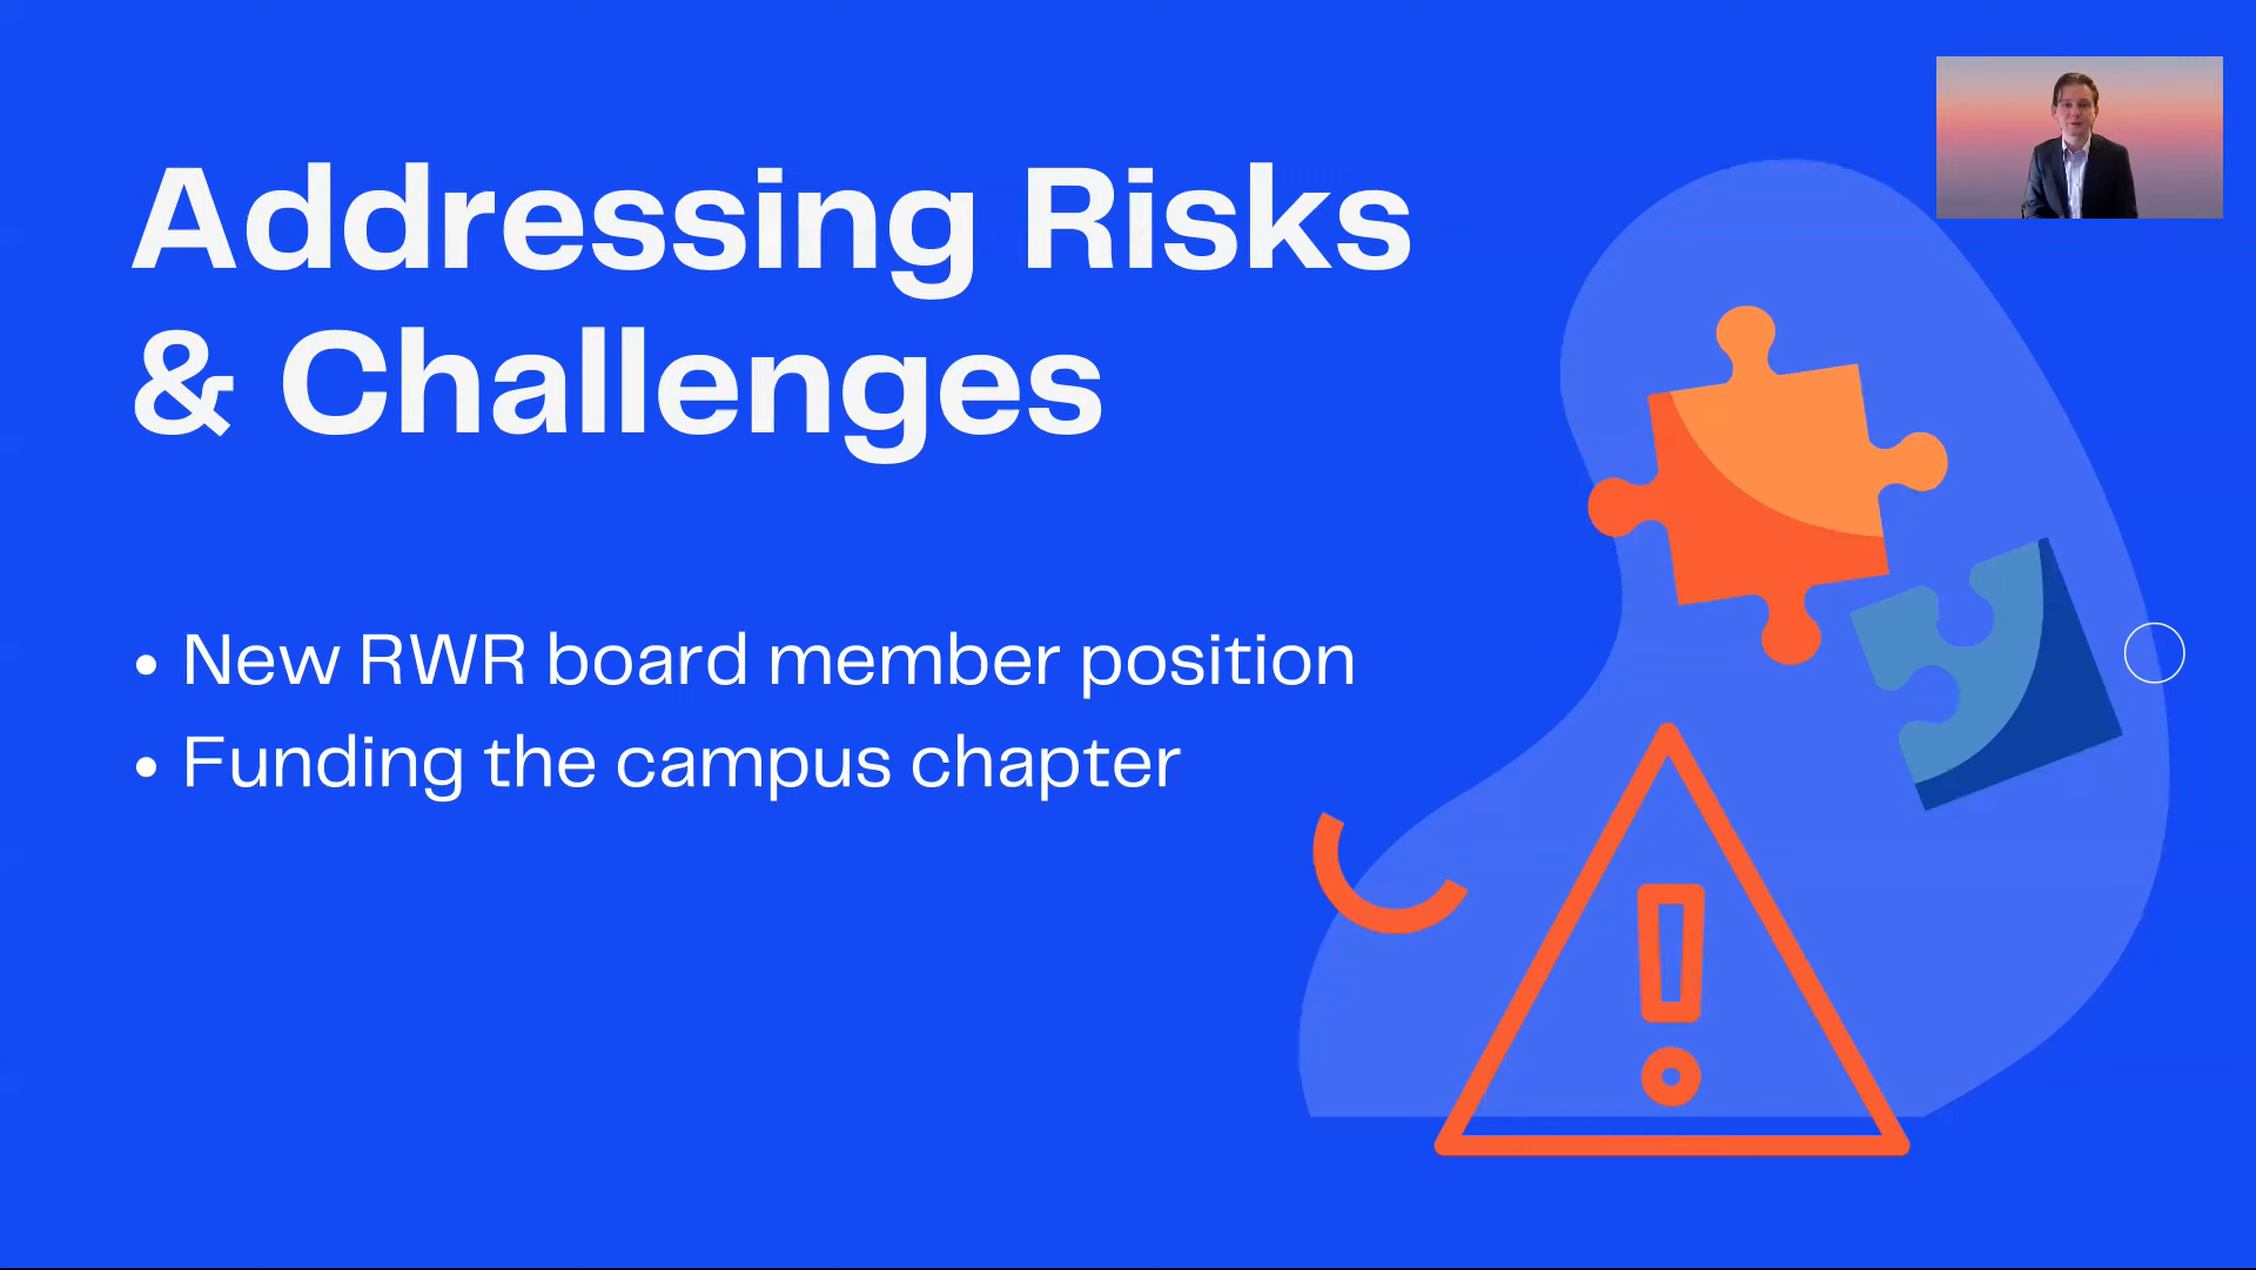 Addressing Risks
& Challenges
• New RWR board member position
• Funding the campus chapter